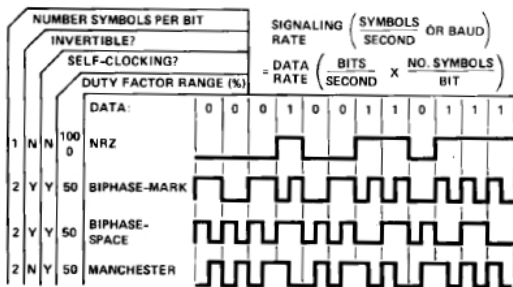 NUMBER SYMBOLS PER BIT
INVERTIBLE?
SELF-CLOCKING?
DUTY FACTOR RANGE (%)
SIGNALING RATE (SYMBOLS/SECOND OR BAUD)
= DATA RATE (BITS/SECOND X NO. SYMBOLS/BIT)
DATA: 0 0 0 1 0 0 1 1 0 1 1 1
1 N N 100 0 NRZ
2 Y Y 50 BIPHASE-MARK
2 Y Y 50 BIPHASE-
SPACE
2 N Y 50 MANCHESTER